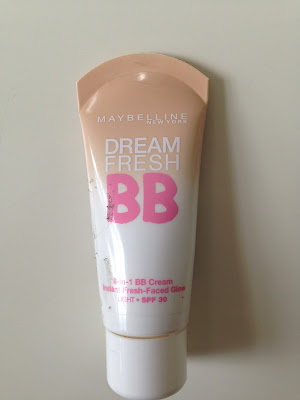 MAYBELLINE
NEW YORK
DREAM
FRESH
BB
8-in-1 BB Cream
Instant Fresh-Faced Glow
LIGHT • SPF 30